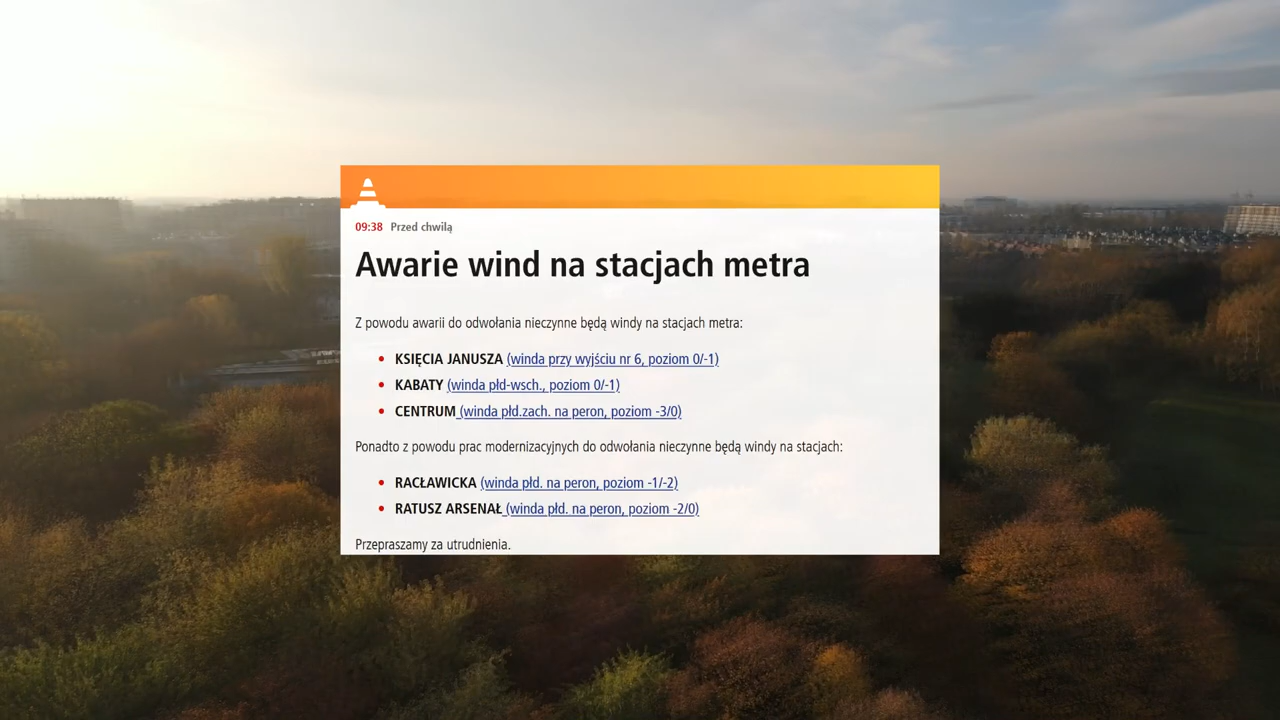 09:38 Przed chwilą
Awarie wind na stacjach metra
Z powodu awarii do odwołania nieczynne będą windy na stacjach metra:
• KSIĘCIA JANUSZA (winda przy wyjściu nr 6, poziom 0/-1)
• KABATY (winda płd-wsch., poziom 0/-1)
• CENTRUM (winda płd.zach. na peron, poziom -3/0)
Ponadto z powodu prac modernizacyjnych do odwołania nieczynne będą windy na stacjach:
• RACŁAWICKA (winda płd. na peron, poziom -1/-2)
• RATUSZ ARSENAŁ (winda płd. na peron, poziom -2/0)
Przepraszamy za utrudnienia.